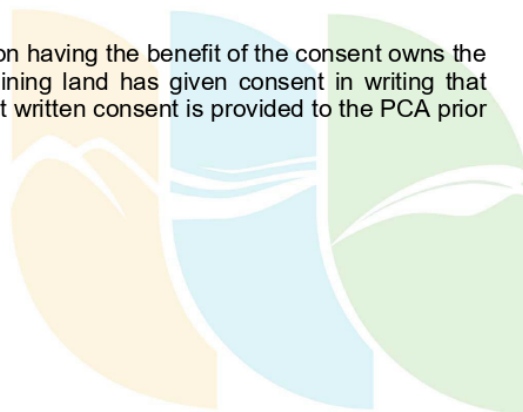 on having the benefit of the consent owns the
ining land has given consent in writing that
t written consent is provided to the PCA prior